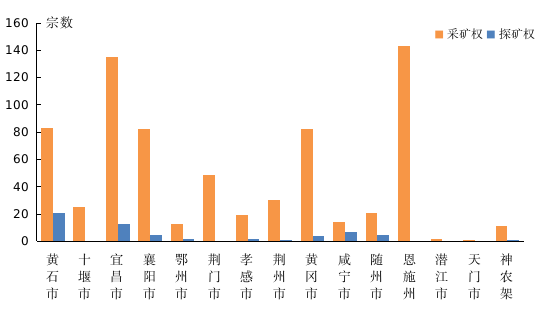 宗数
采矿权 探矿权
160
140
120
100
80
60
40
20
0
黄石市
十堰市
宜昌市
襄阳市
鄂州市
荆门市
孝感市
荆州市
黄冈市
咸宁市
随州市
恩施州
潜江市
天门市
神农架